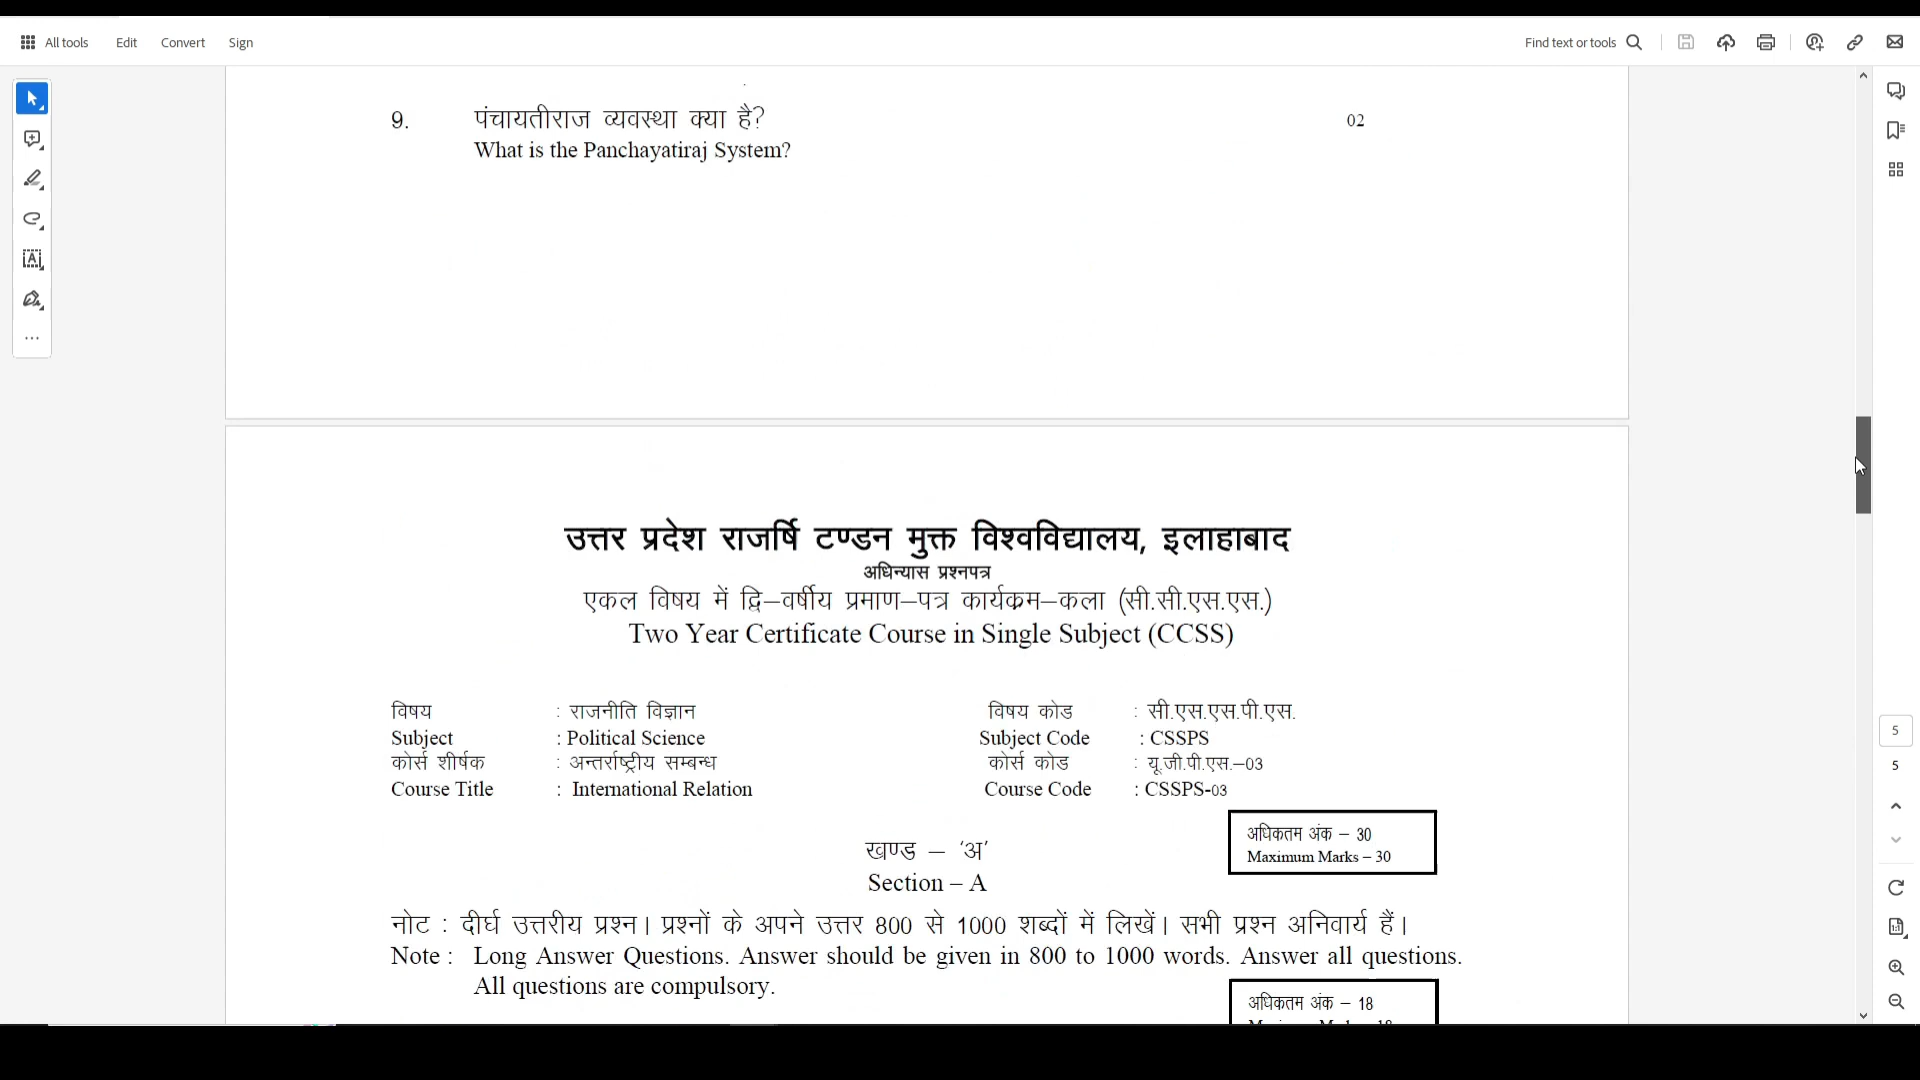 All tools Edit Convert Sign Find text or tools
9. पंचायतीराज व्यवस्था क्या है? 02
What is the Panchayatiraj System?
उत्तर प्रदेश राजर्षि टण्डन मुक्त विश्वविद्यालय, इलाहाबाद
अधिन्यास प्रश्नपत्र
एकल विषय में द्वि–वर्षीय प्रमाण–पत्र कार्यक्रम–कला (सी.सी.एस.एस.)
Two Year Certificate Course in Single Subject (CCSS)
विषय : राजनीति विज्ञान विषय कोड : सी.एस.एस.पी.एस.
Subject : Political Science Subject Code : CSSPS
कोर्स शीर्षक : अन्तर्राष्ट्रीय सम्बन्ध कोर्स कोड : यू.जी.पी.एस.–03
Course Title : International Relation Course Code : CSSPS-03
अधिकतम अंक – 30
Maximum Marks – 30
खण्ड – ‘अ’
Section – A
नोट : दीर्घ उत्तरीय प्रश्न। प्रश्नों के अपने उत्तर 800 से 1000 शब्दों में लिखें। सभी प्रश्न अनिवार्य हैं।
Note : Long Answer Questions. Answer should be given in 800 to 1000 words. Answer all questions.
All questions are compulsory.
अधिकतम अंक – 18
5
5